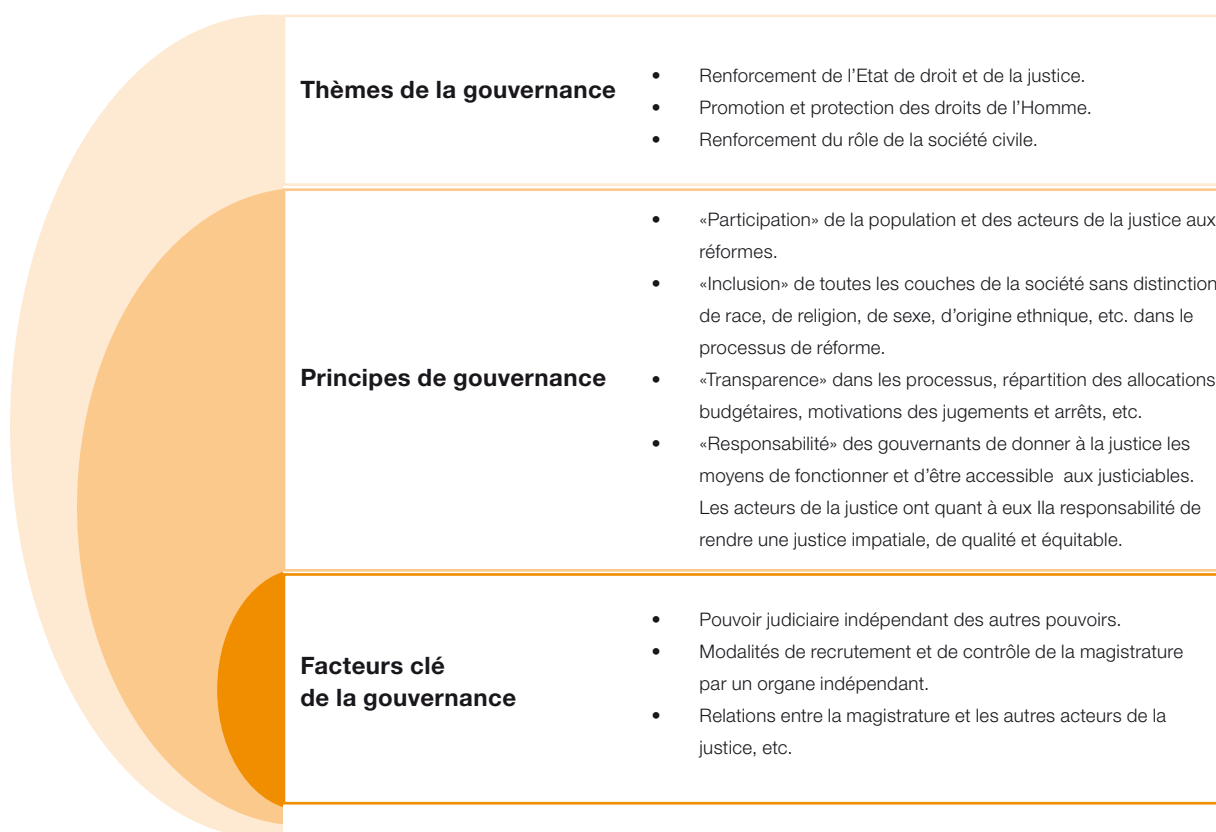 Thèmes de la gouvernance
• Renforcement de l’Etat de droit et de la justice.
• Promotion et protection des droits de l’Homme.
• Renforcement du rôle de la société civile.
Principes de gouvernance
• «Participation» de la population et des acteurs de la justice aux
réformes.
• «Inclusion» de toutes les couches de la société sans distinction
de race, de religion, de sexe, d’origine ethnique, etc. dans le
processus de réforme.
• «Transparence» dans les processus, répartition des allocations
budgétaires, motivations des jugements et arrêts, etc.
• «Responsabilité» des gouvernants de donner à la justice les
moyens de fonctionner et d’être accessible  aux justiciables.
Les acteurs de la justice ont quant à eux lla responsabilité de
rendre une justice impatiale, de qualité et équitable.
Facteurs clé
de la gouvernance
• Pouvoir judiciaire indépendant des autres pouvoirs.
• Modalités de recrutement et de contrôle de la magistrature
par un organe indépendant.
• Relations entre la magistrature et les autres acteurs de la
justice, etc.